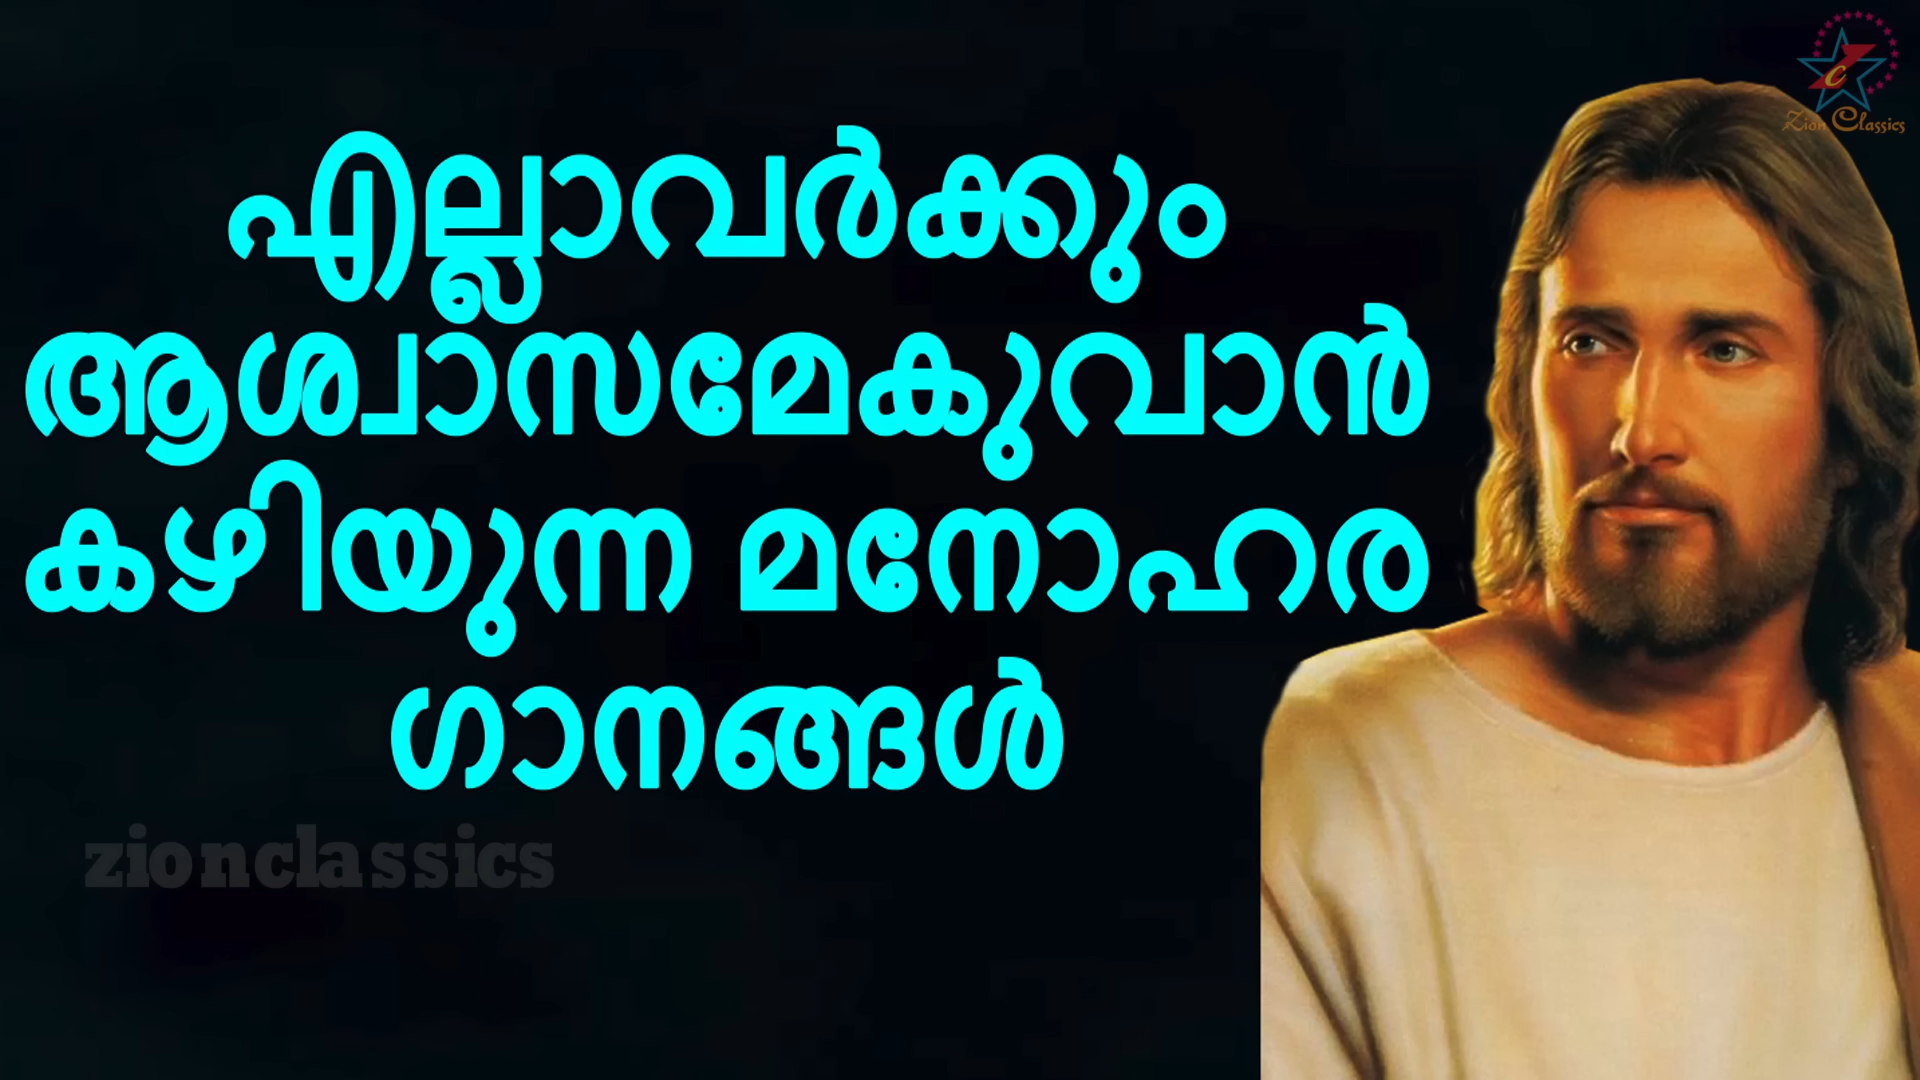 Zion Classics
എല്ലാവർക്കും
ആശ്വാസമേകുവാൻ
കഴിയുന്ന മനോഹര
ഗാനങ്ങൾ
zionclassics